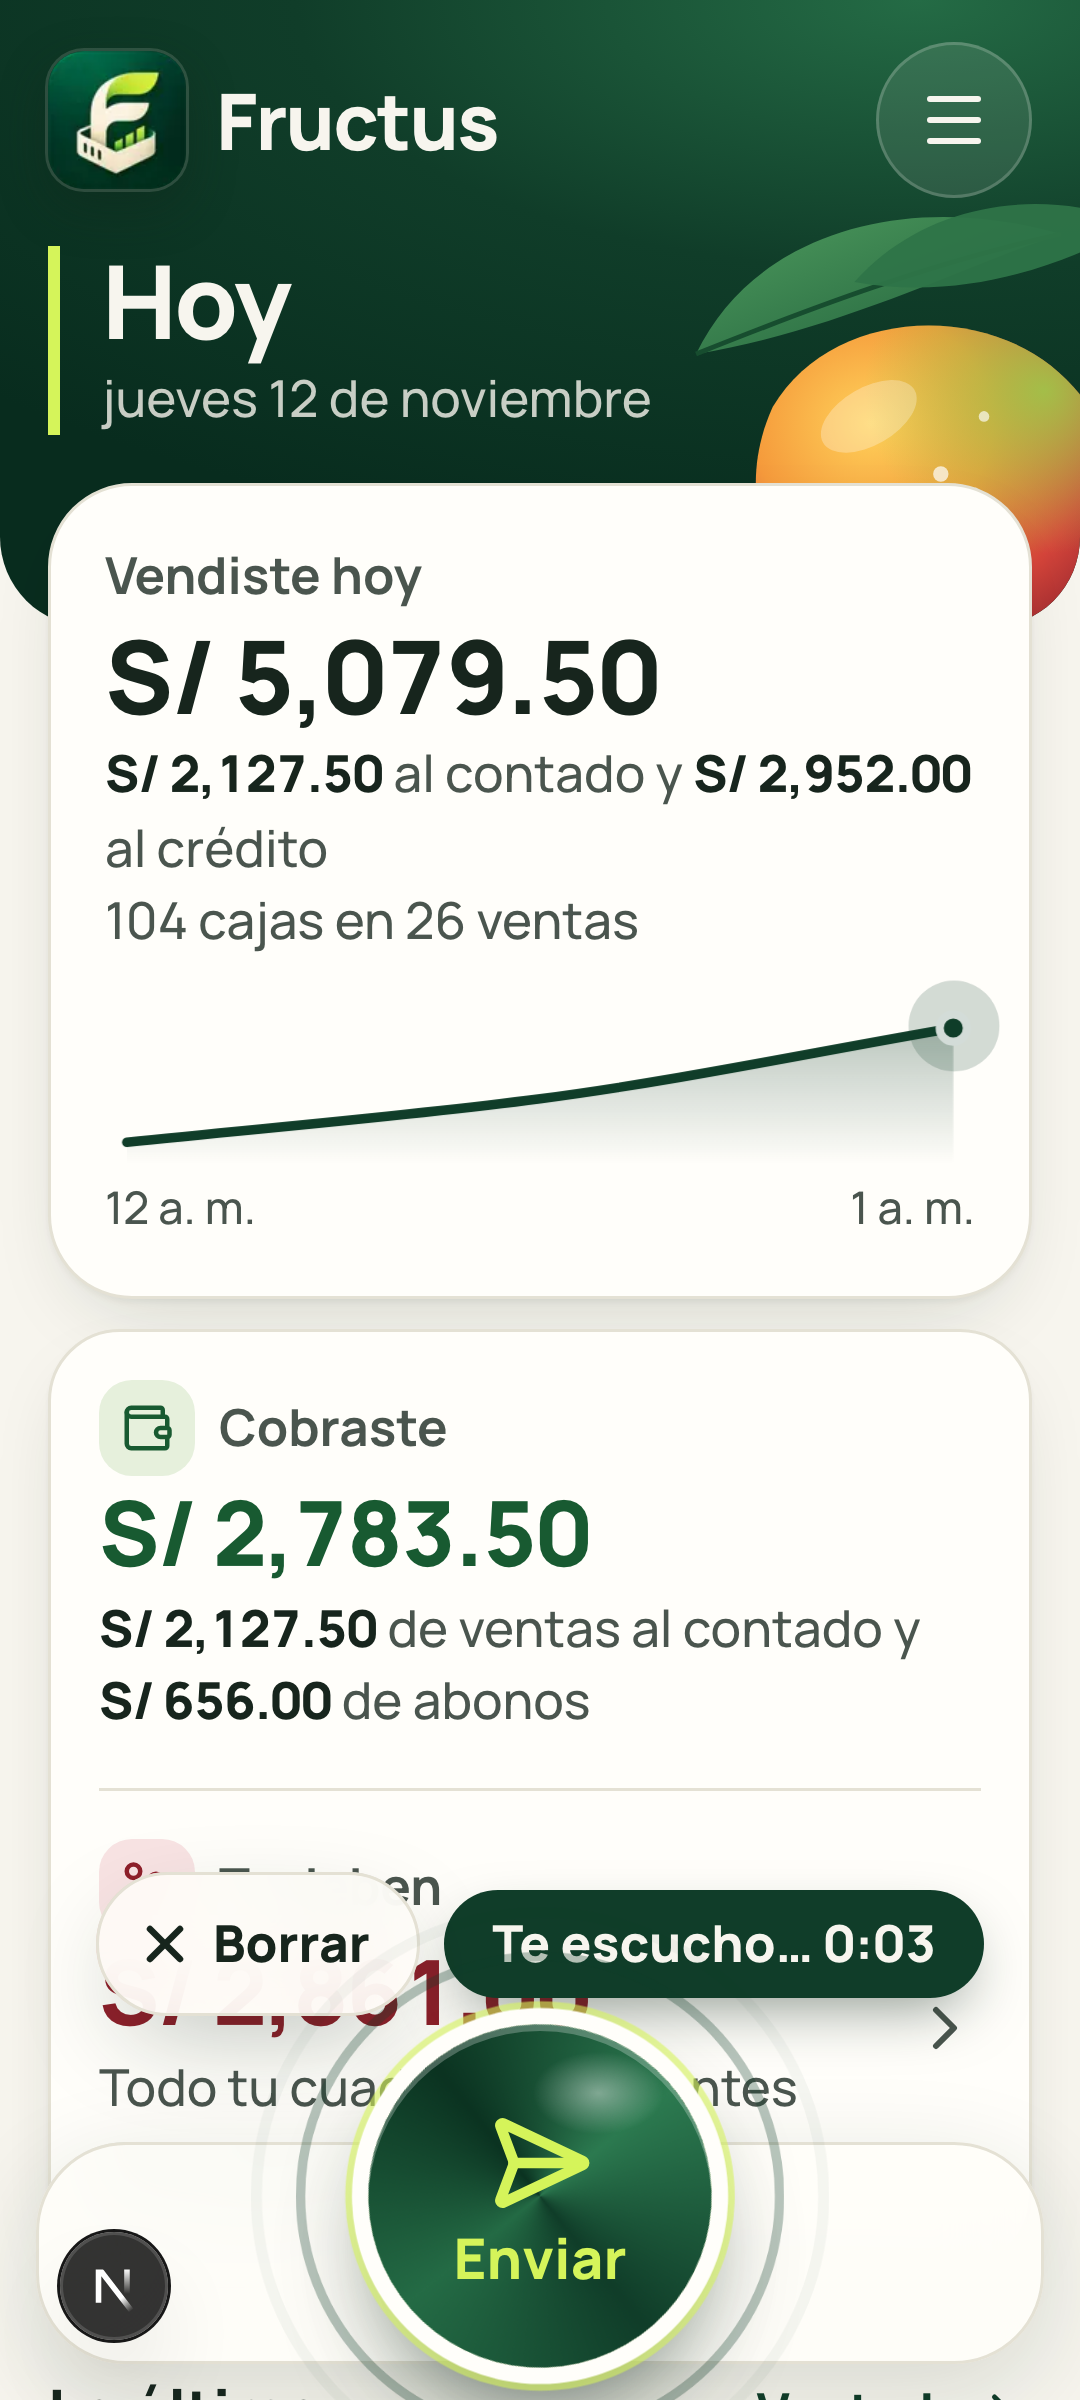 Fructus
Hoy
jueves 12 de noviembre
Vendiste hoy
S/ 5,079.50
S/ 2,127.50 al contado y S/ 2,952.00
al crédito
104 cajas en 26 ventas
12 a. m.
1 a. m.
Cobraste
S/ 2,783.50
S/ 2,127.50 de ventas al contado y
S/ 656.00 de abonos
Borrar
Te escucho... 0:03
Todo tu
Enviar